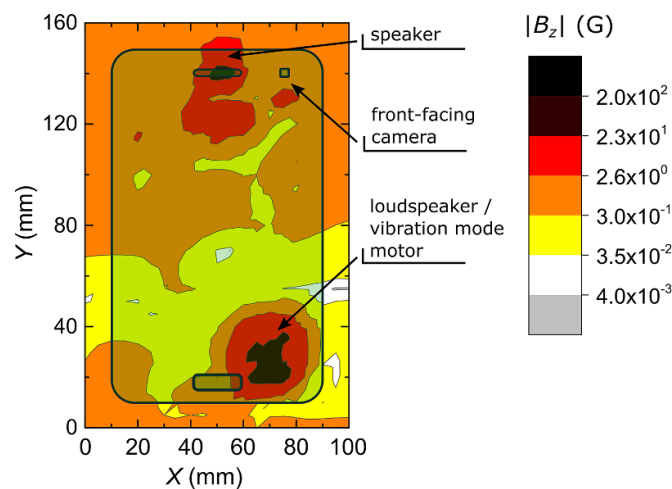 |B_z| (G)
speaker
front-facing
camera
loudspeaker /
vibration mode
motor
2.0x10²
2.3x10¹
2.6x10⁰
3.0x10⁻¹
3.5x10⁻²
4.0x10⁻³
160
120
80
40
0
Y (mm)
0 20 40 60 80 100
X (mm)